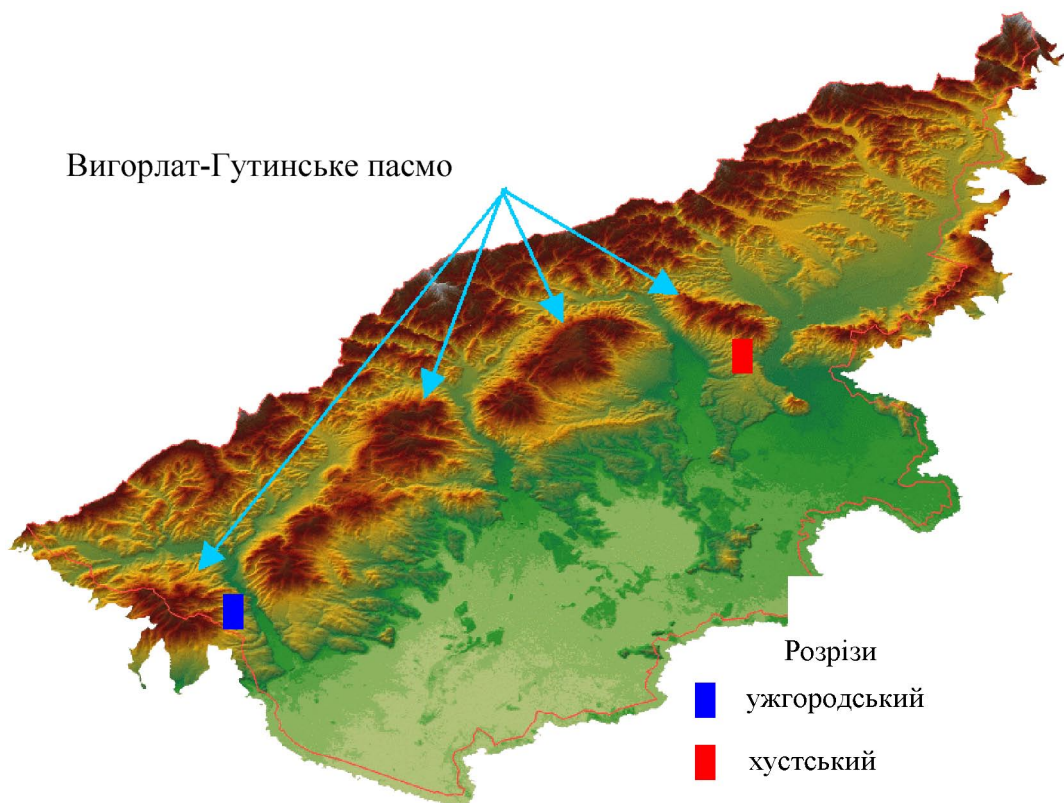 Вигорлат-Гутинське пасмо
Розрізи
ужгородський
хустський